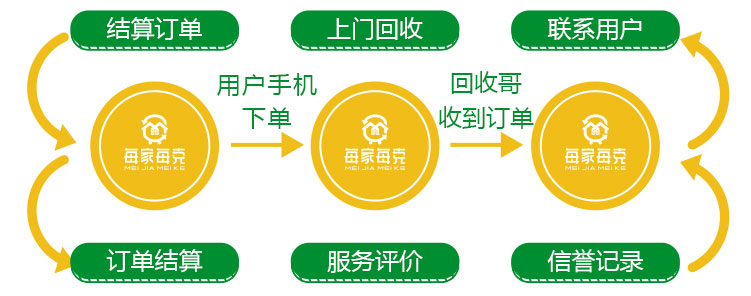 结算订单
上门回收
联系用户
用户手机
下单
回收哥
收到订单
每家每克
MEI JIA MEI KE
每家每克
MEI JIA MEI KE
每家每克
MEI JIA MEI KE
订单结算
服务评价
信誉记录